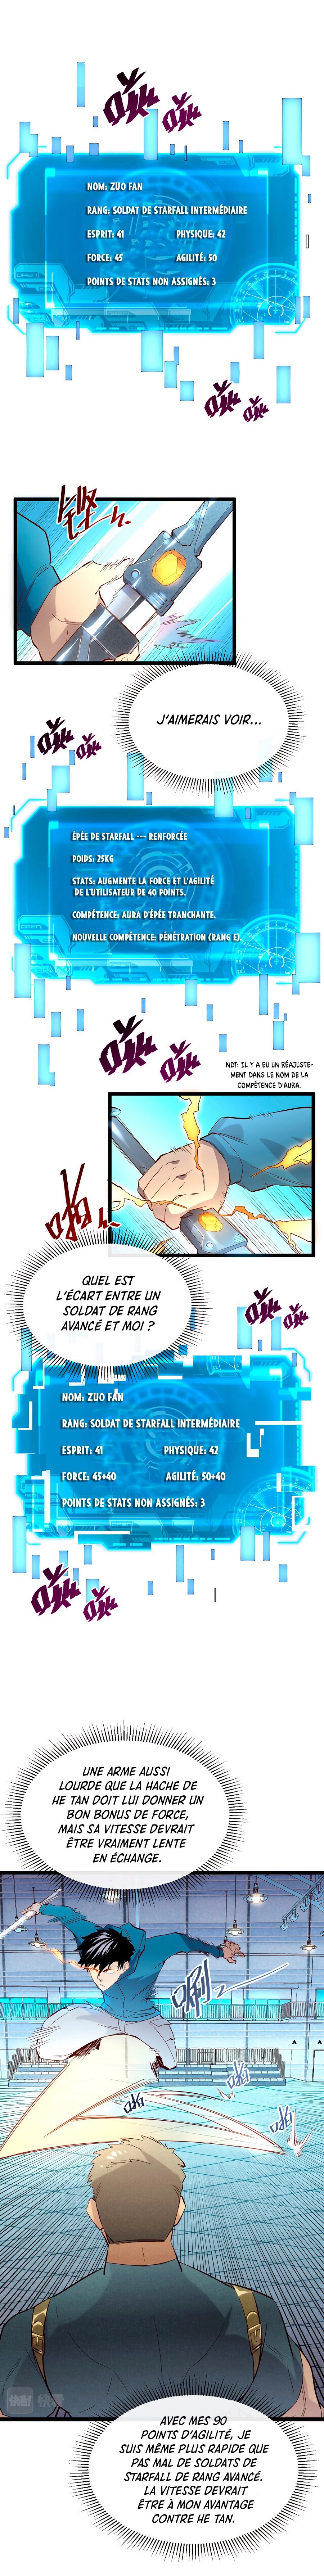 NOM: ZUO FAN
RANG: SOLDAT DE STARFALL INTERMÉDIAIRE
ESPRIT: 41 PHYSIQUE: 42
FORCE: 45 AGILITÉ: 50
POINTS DE STATS NON ASSIGNÉS: 3
J'AIMERAIS VOIR...
ÉPÉE DE STARFALL --- RENFORCÉE
POIDS: 25KG
STATS: AUGMENTE LA FORCE ET L'AGILITÉ
DE L'UTILISATEUR DE 40 POINTS.
COMPÉTENCE: AURA D'ÉPÉE TRANCHANTE.
NOUVELLE COMPÉTENCE: PÉNÉTRATION (RANG E).
NDT: IL Y A EU UN RÉAJUSTE-
MENT DANS LE NOM DE LA
COMPÉTENCE D'AURA.
QUEL EST
L'ÉCART ENTRE UN
SOLDAT DE RANG
AVANCÉ ET MOI ?
NOM: ZUO FAN
RANG: SOLDAT DE STARFALL INTERMÉDIAIRE
ESPRIT: 41 PHYSIQUE: 42
FORCE: 45+40 AGILITÉ: 50+40
POINTS DE STATS NON ASSIGNÉS: 3
UNE ARME AUSSI
LOURDE QUE LA HACHE DE
HE TAN DOIT LUI DONNER UN
BON BONUS DE FORCE,
MAIS SA VITESSE DEVRAIT
ÊTRE VRAIMENT LENTE
EN ÉCHANGE.
AVEC MES 90
POINTS D'AGILITÉ, JE
SUIS MÊME PLUS RAPIDE QUE
PAS MAL DE SOLDATS DE
STARFALL DE RANG AVANCÉ.
LA VITESSE DEVRAIT
ÊTRE À MON AVANTAGE
CONTRE HE TAN.